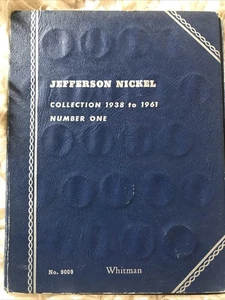 JEFFERSON NICKEL
COLLECTION 1938 to 1961
NUMBER ONE
No. 9009
Whitman